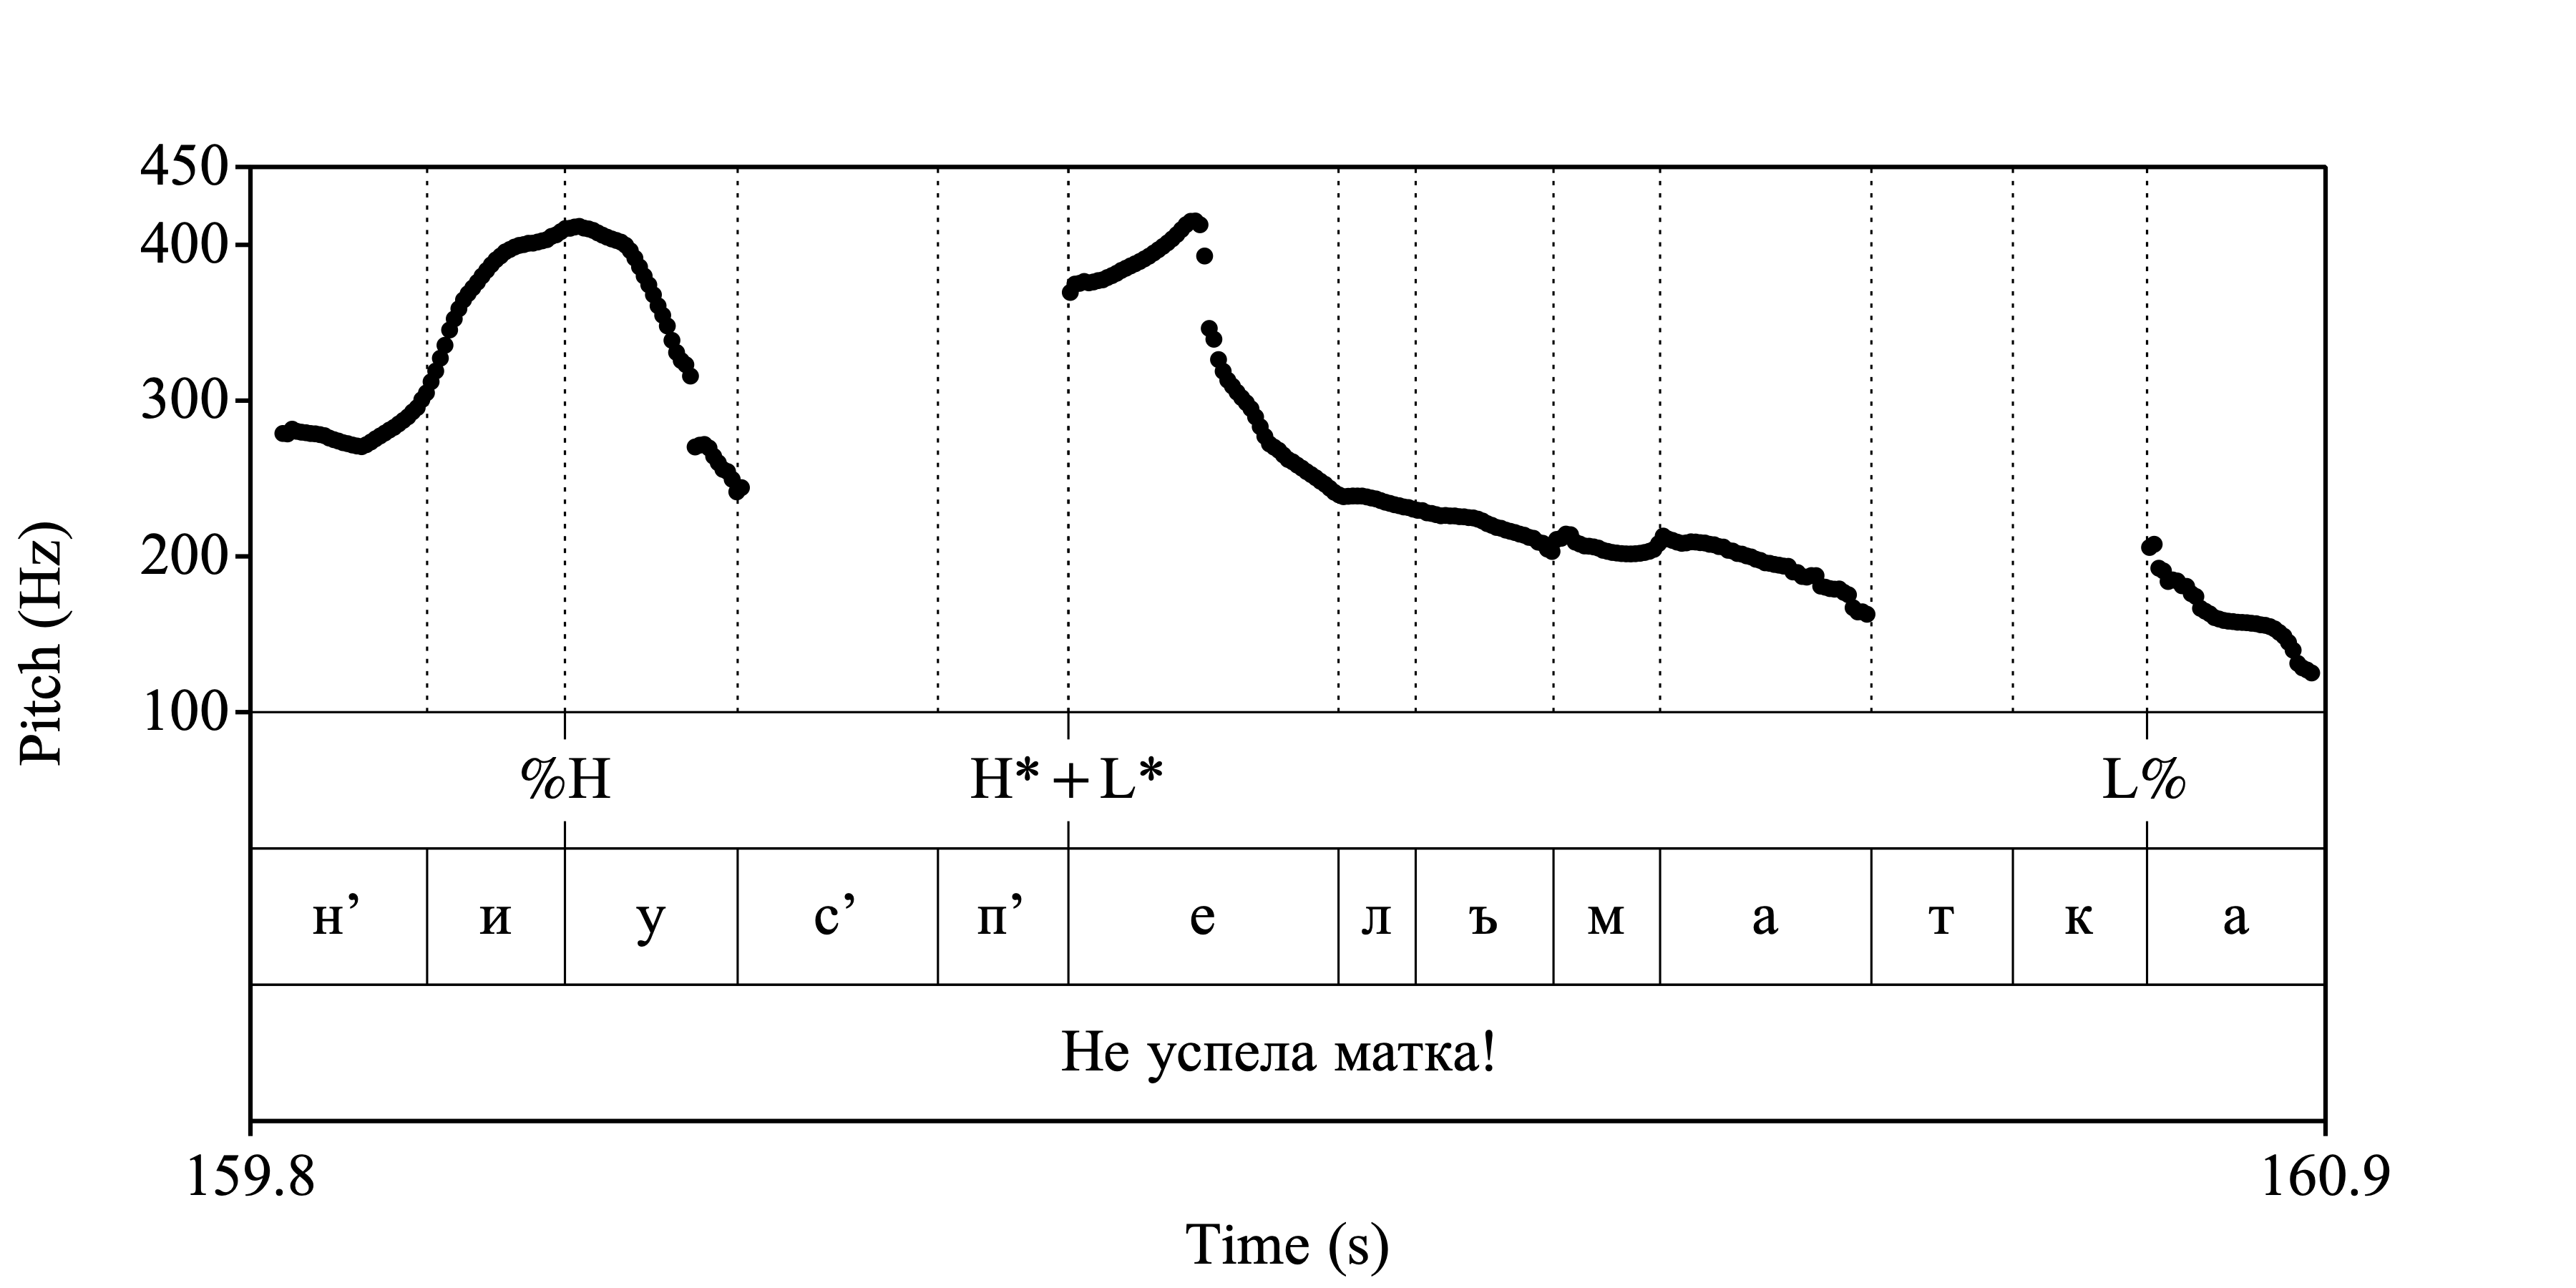 450
400
300
200
100
Pitch (Hz)
%H H* + L* L%
н’ и у с’ п’ е л ъ м а т к а
Не успела матка!
159.8 160.9
Time (s)